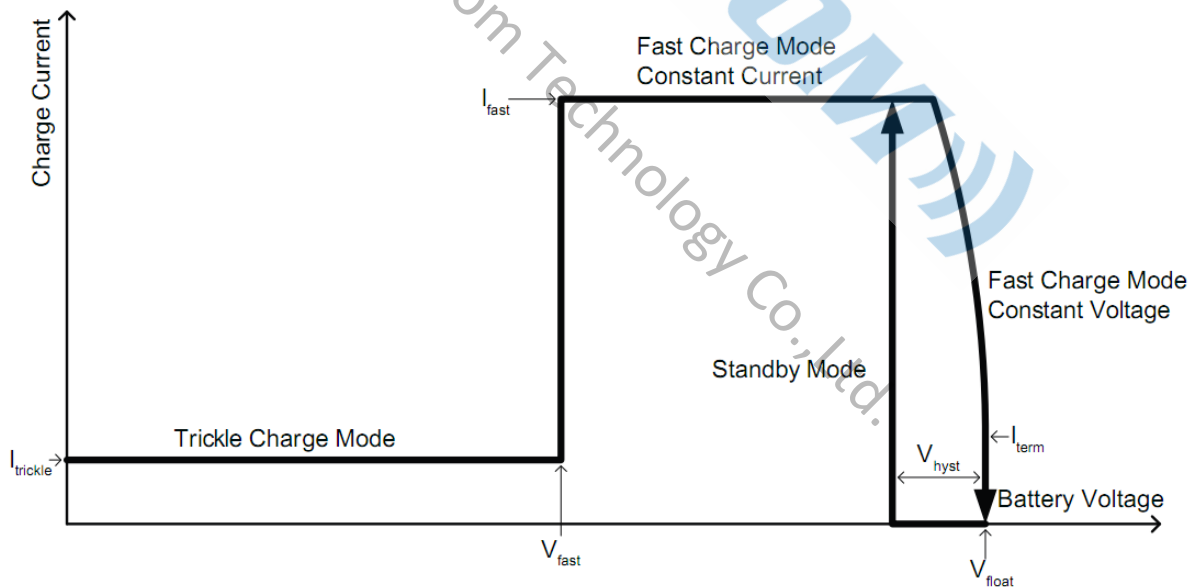 Charge Current
Fast Charge Mode
Constant Current
I_fast
Fast Charge Mode
Constant Voltage
Standby Mode
Trickle Charge Mode
I_trickle
I_term
V_hyst
Battery Voltage
V_fast
V_float
om Technology Co., Ltd.
OM